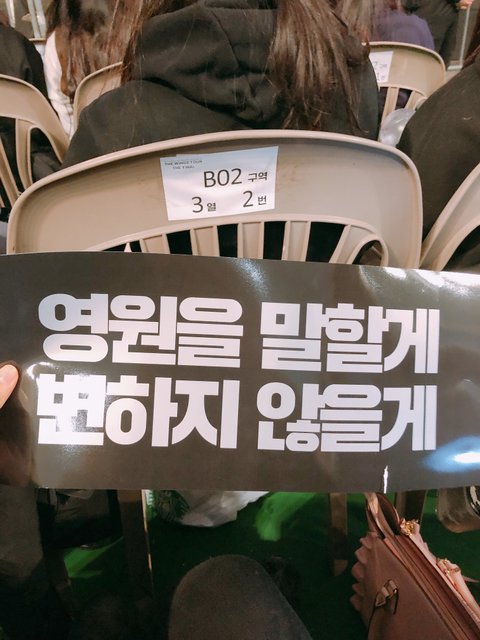 THE WINGS TOUR
THE FINAL
B02 구역
3 열 2 번
영원을 말할게
변하지 않을게